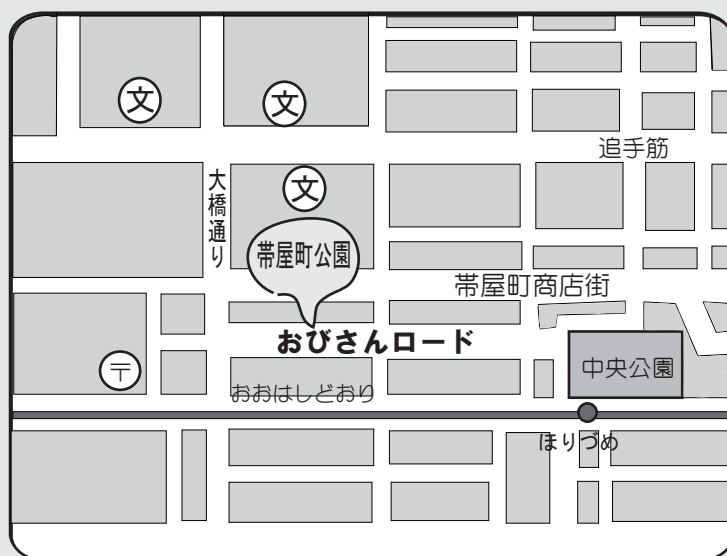 文
文
追手筋
大橋通り
文
帯屋町公園
帯屋町商店街
おびさんロード
中央公園
〒
おおはしどおり
ほりづめ